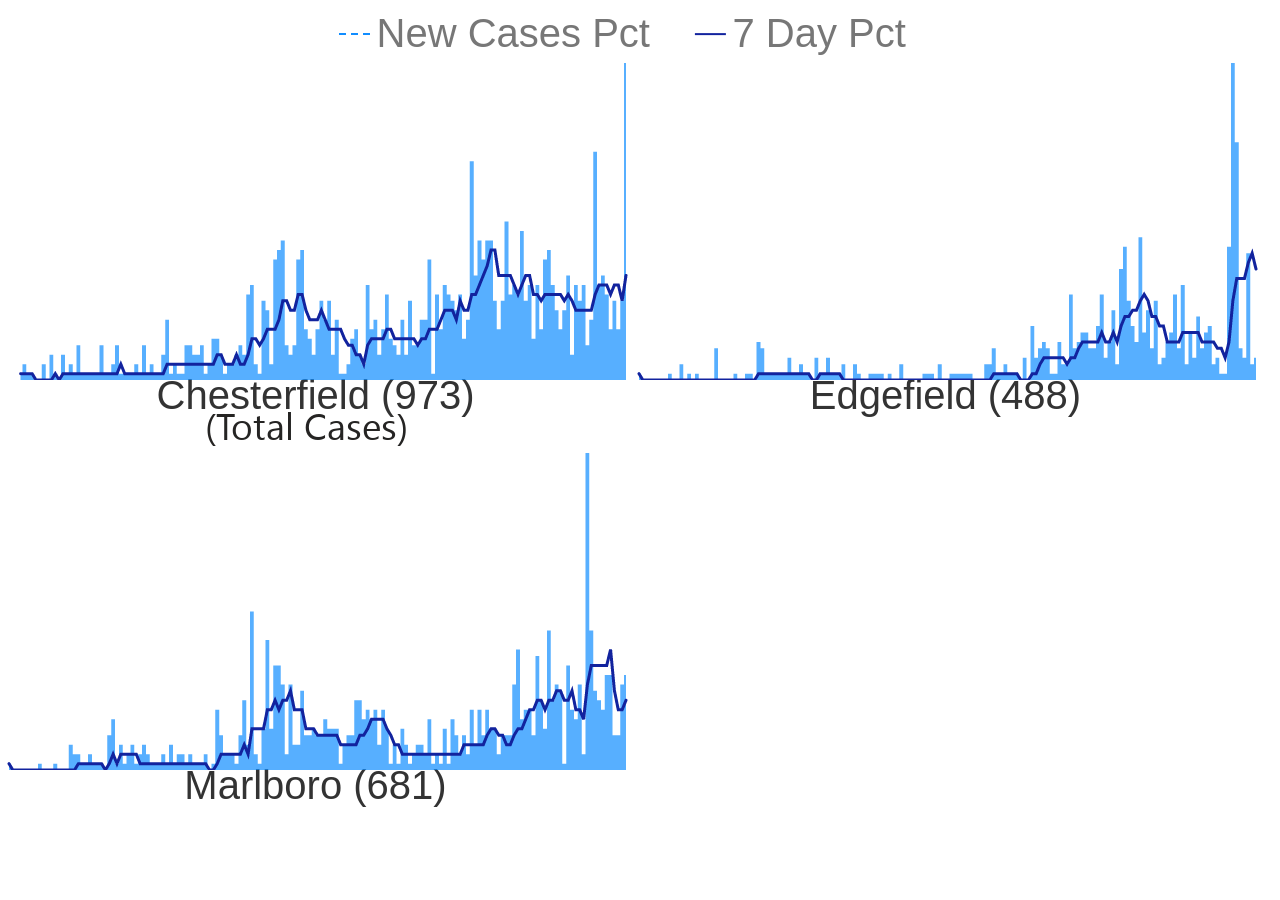 New Cases Pct 7 Day Pct
Chesterfield (973)
(Total Cases)
Edgefield (488)
Marlboro (681)